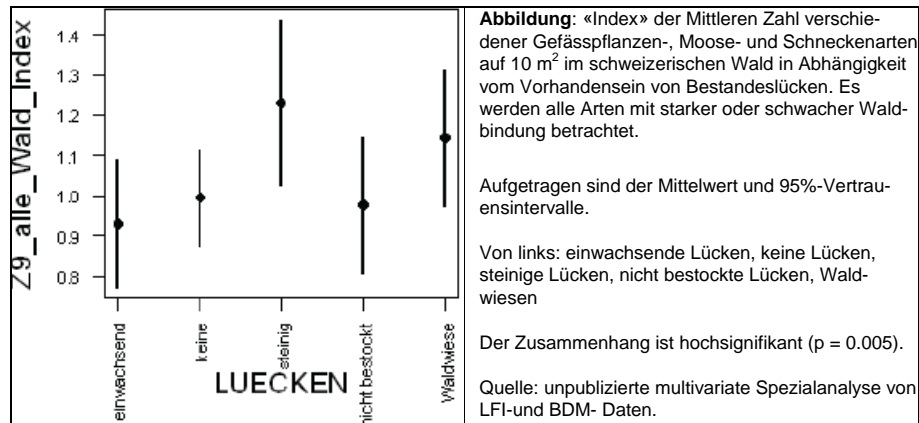 Z9_alle_Wald_Index
1.4
1.3
1.2
1.1
1.0
0.9
0.8
einwachsend
keine
steinig
nicht bestockt
Waldwiese
LUECKEN
Abbildung: «Index» der Mittleren Zahl verschie-
dener Gefässpflanzen-, Moose- und Schneckenarten
auf 10 m² im schweizerischen Wald in Abhängigkeit
vom Vorhandensein von Bestandeslücken. Es
werden alle Arten mit starker oder schwacher Wald-
bindung betrachtet.
Aufgetragen sind der Mittelwert und 95%-Vertrau-
ensintervalle.
Von links: einwachsende Lücken, keine Lücken,
steinige Lücken, nicht bestockte Lücken, Wald-
wiesen
Der Zusammenhang ist hochsignifikant (p = 0.005).
Quelle: unpublizierte multivariate Spezialanalyse von
LFI-und BDM- Daten.